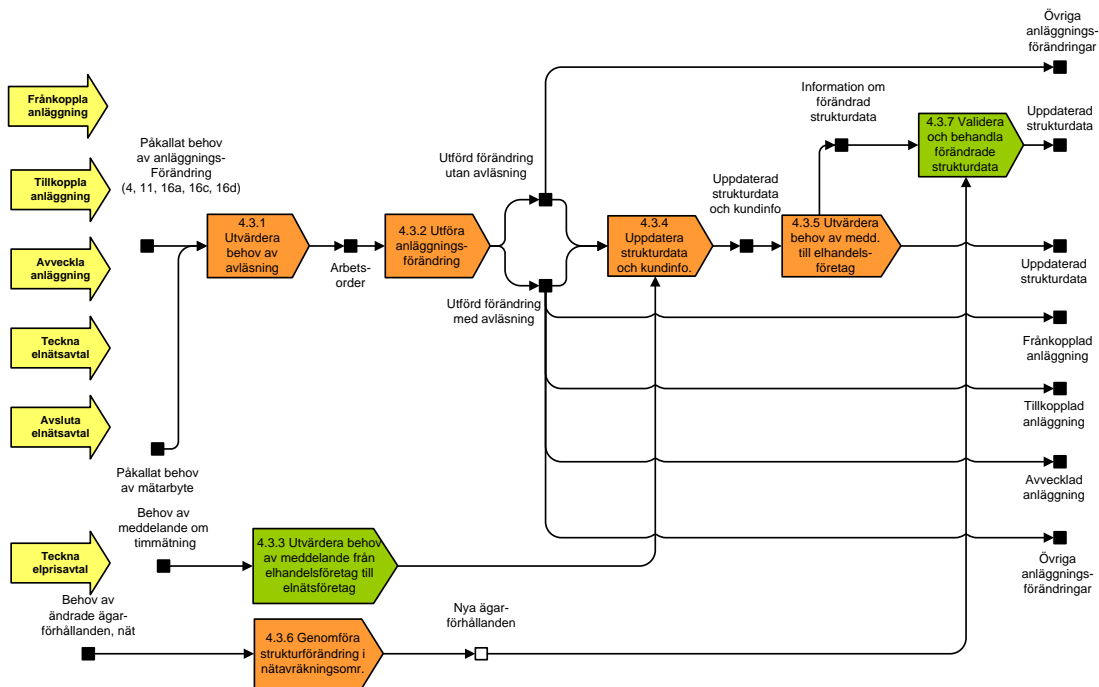 Övriga
anläggnings-
förändringar
Frånkoppla
anläggning
Information om
förändrad
strukturdata
4.3.7 Validera
och behandla
förändrade
strukturdata
Uppdaterad
strukturdata
Påkallat behov
av anläggnings-
Förändring
(4, 11, 16a, 16c, 16d)
Utförd förändring
utan avläsning
Tillkoppla
anläggning
Uppdaterad
strukturdata
och kundinfo
4.3.1
Utvärdera
behov av
avläsning
4.3.2 Utföra
anläggnings-
förändring
4.3.4
Uppdatera
strukturdata
och kundinfo.
4.3.5 Utvärdera
behov av medd.
till elhandels-
företag
Avveckla
anläggning
Arbets-
order
Uppdaterad
strukturdata
Utförd förändring
med avläsning
Teckna
elnätsavtal
Frånkopplad
anläggning
Avsluta
elnätsavtal
Tillkopplad
anläggning
Påkallat behov
av mätarbyte
Avvecklad
anläggning
Behov av
meddelande om
timmätning
Teckna
elprisavtal
4.3.3 Utvärdera behov
av meddelande från
elhandelsföretag till
elnätsföretag
Övriga
anläggnings-
förändringar
Behov av
ändrade ägar-
förhållanden, nät
Nya ägar-
förhållanden
4.3.6 Genomföra
strukturförändring i
nätavräkningsomr.